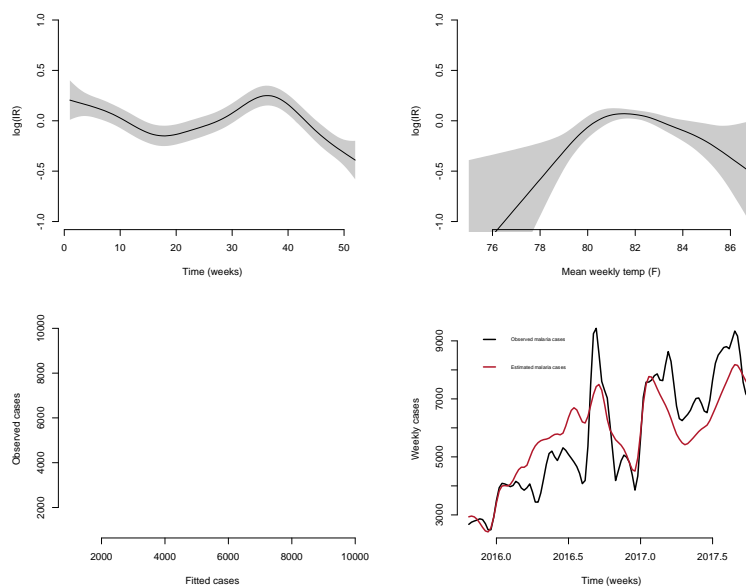 log(IR)
1.0
0.5
0.0
-0.5
-1.0
0 10 20 30 40 50
Time (weeks)
log(IR)
1.0
0.5
0.0
-0.5
-1.0
76 78 80 82 84 86
Mean weekly temp (F)
Observed cases
10000
8000
6000
4000
2000
2000 4000 6000 8000 10000
Fitted cases
Weekly cases
9000
7000
5000
3000
Observed malaria cases
Estimated malaria cases
2016.0 2016.5 2017.0 2017.5
Time (weeks)